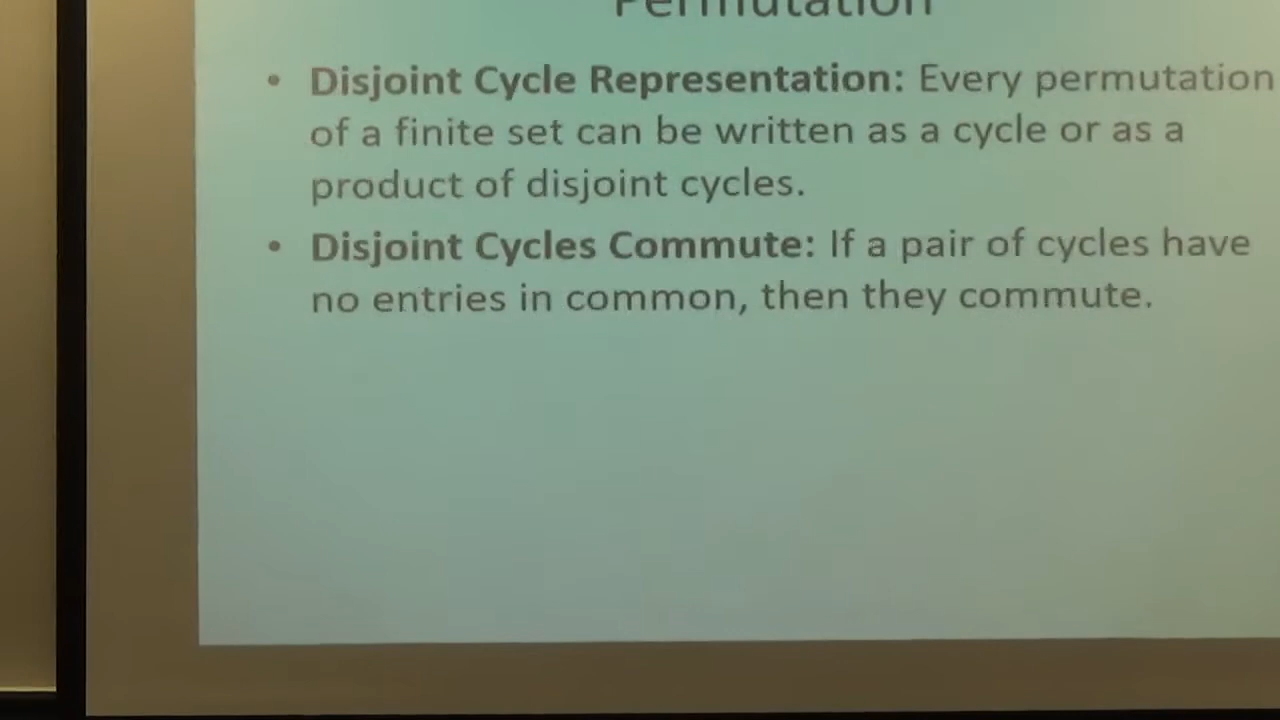 Permutation
• Disjoint Cycle Representation: Every permutation
of a finite set can be written as a cycle or as a
product of disjoint cycles.
• Disjoint Cycles Commute: If a pair of cycles have
no entries in common, then they commute.